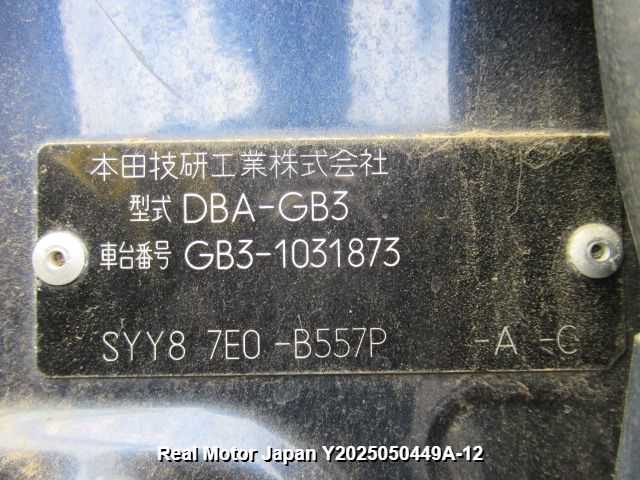 本田技研工業株式会社
型式 DBA-GB3
車台番号 GB3-1031873
SYY8 7E0 -B557P -A -C
Real Motor Japan Y2025050449A-12